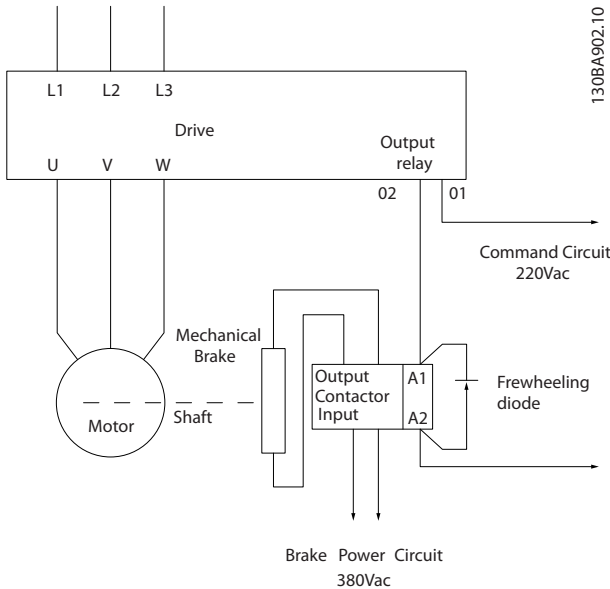 130BA902.10
L1 L2 L3
Drive
Output
relay
U V W
02 01
Command Circuit
220Vac
Mechanical
Brake
Output
Contactor
Input
A1
A2
Frewheeling
diode
Motor
Shaft
Brake Power Circuit
380Vac